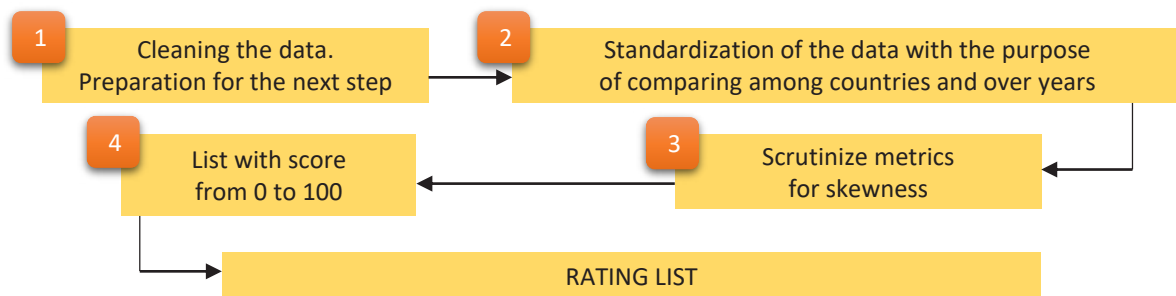 1
Cleaning the data.
Preparation for the next step
2
Standardization of the data with the purpose
of comparing among countries and over years
3
Scrutinize metrics
for skewness
4
List with score
from 0 to 100
RATING LIST